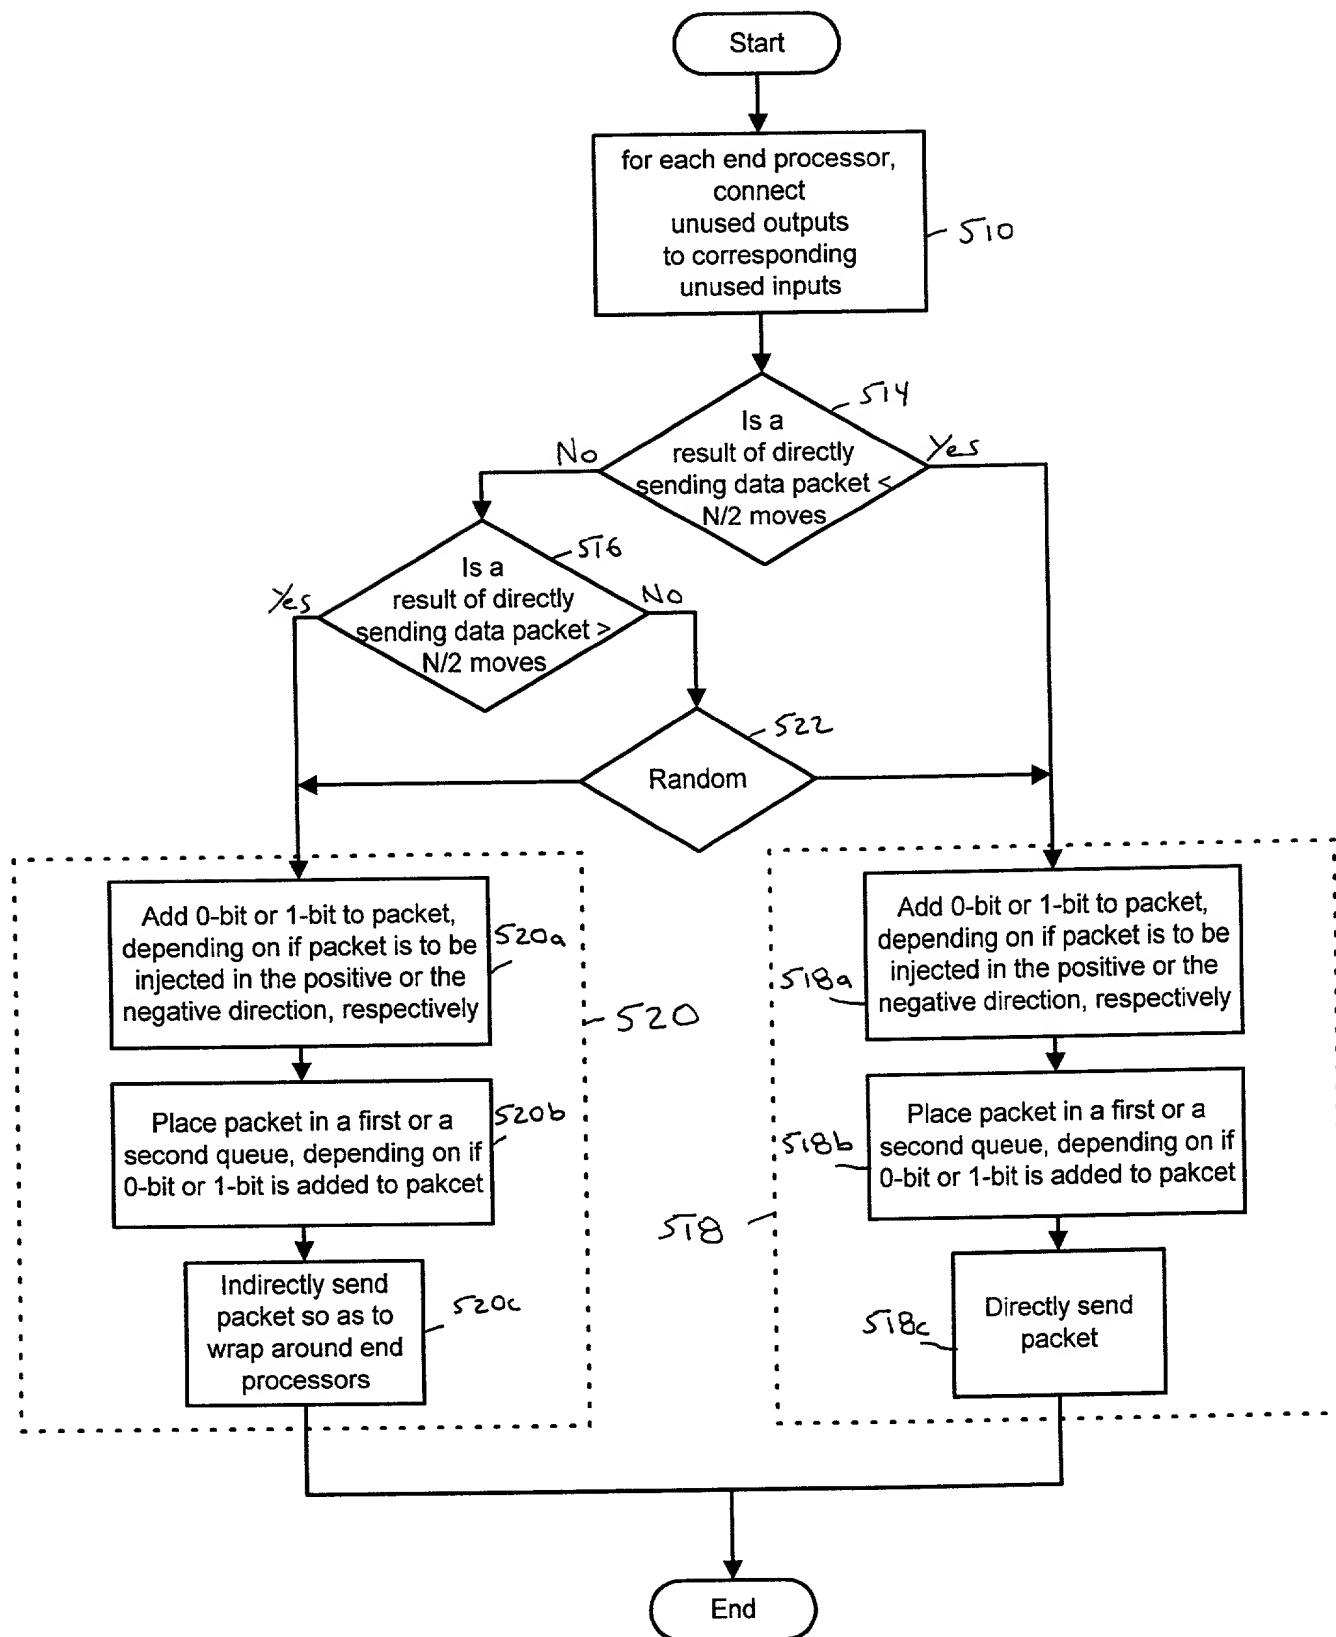 Start
for each end processor,
connect
unused outputs
to corresponding
unused inputs
510
514
Is a
result of directly
sending data packet <
N/2 moves
No
Yes
516
Is a
result of directly
sending data packet >
N/2 moves
Yes
No
522
Random
Add 0-bit or 1-bit to packet,
depending on if packet is to be
injected in the positive or the
negative direction, respectively
520a
520
Place packet in a first or a
second queue, depending on if
0-bit or 1-bit is added to pakcet
520b
Indirectly send
packet so as to
wrap around end
processors
520c
Add 0-bit or 1-bit to packet,
depending on if packet is to be
injected in the positive or the
negative direction, respectively
518a
Place packet in a first or a
second queue, depending on if
0-bit or 1-bit is added to pakcet
518b
518
Directly send
packet
518c
End